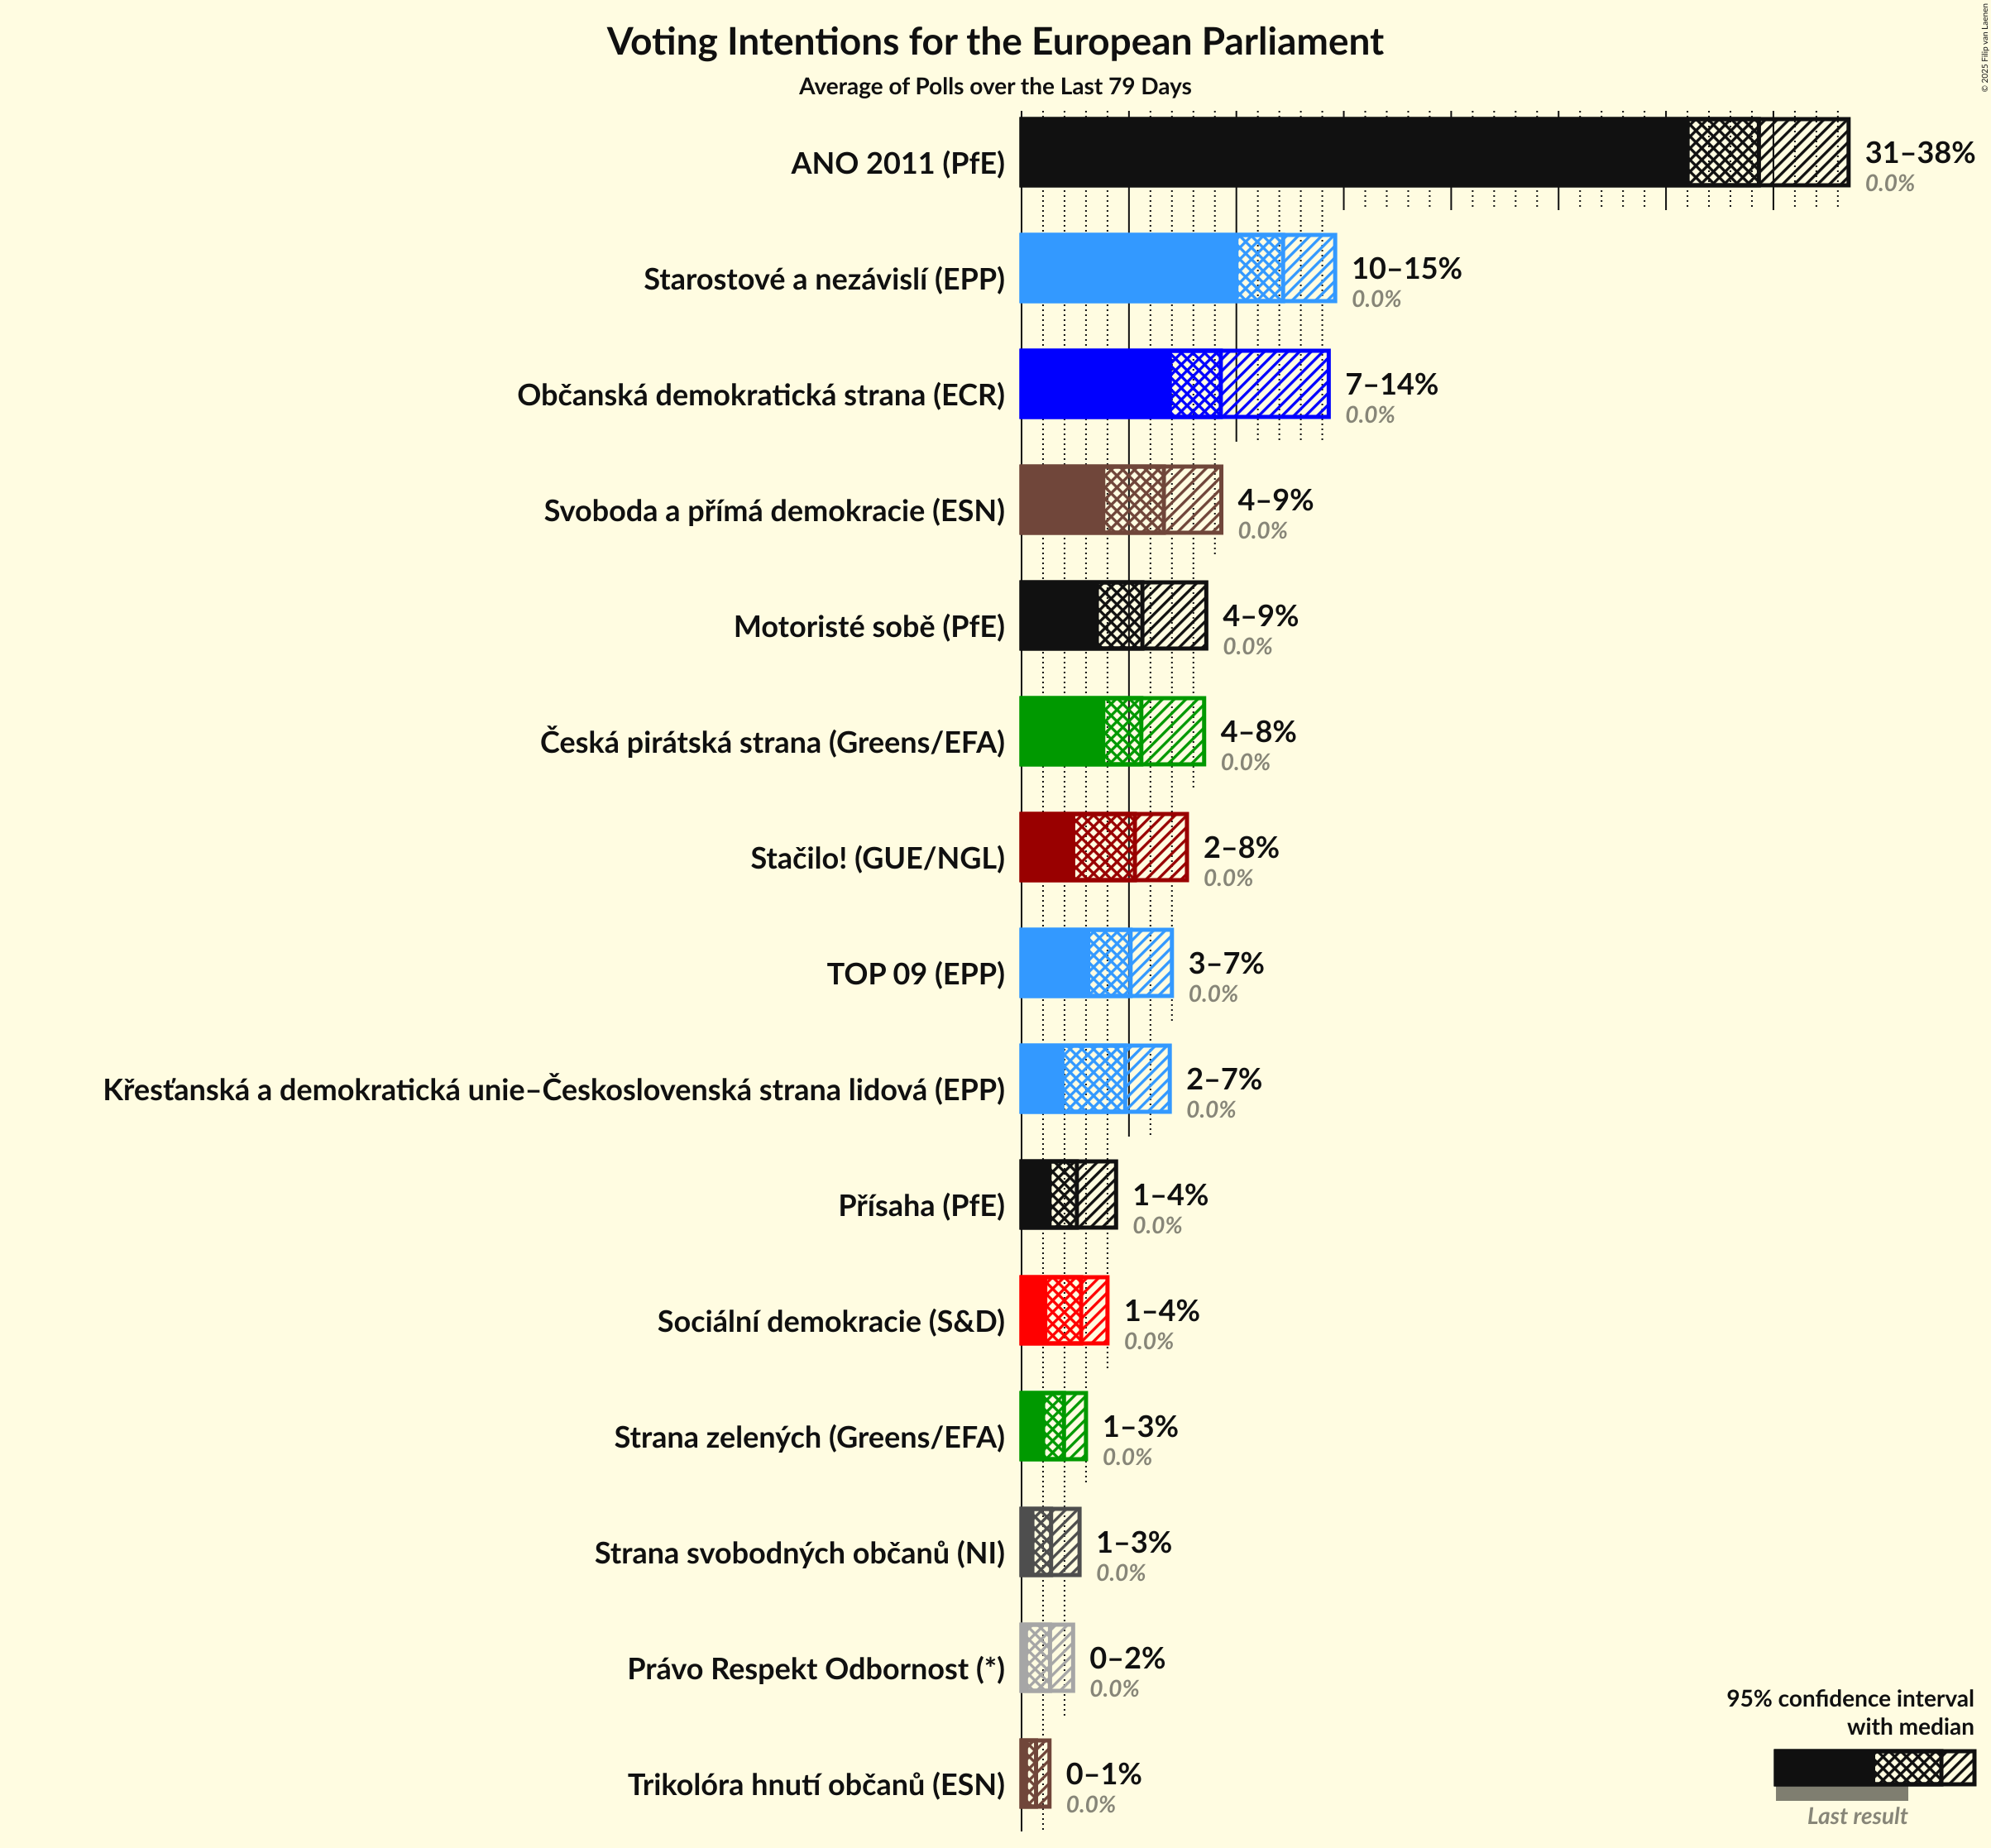 Voting Intentions for the European Parliament
Average of Polls over the Last 79 Days
© 2025 Filip van Laenen
ANO 2011 (PfE)
31–38%
0.0%
Starostové a nezávislí (EPP)
10–15%
0.0%
Občanská demokratická strana (ECR)
7–14%
0.0%
Svoboda a přímá demokracie (ESN)
4–9%
0.0%
Motoristé sobě (PfE)
4–9%
0.0%
Česká pirátská strana (Greens/EFA)
4–8%
0.0%
Stačilo! (GUE/NGL)
2–8%
0.0%
TOP 09 (EPP)
3–7%
0.0%
Křesťanská a demokratická unie–Československá strana lidová (EPP)
2–7%
0.0%
Přísaha (PfE)
1–4%
0.0%
Sociální demokracie (S&D)
1–4%
0.0%
Strana zelených (Greens/EFA)
1–3%
0.0%
Strana svobodných občanů (NI)
1–3%
0.0%
Právo Respekt Odbornost (*)
0–2%
0.0%
Trikolóra hnutí občanů (ESN)
0–1%
0.0%
95% confidence interval
with median
Last result